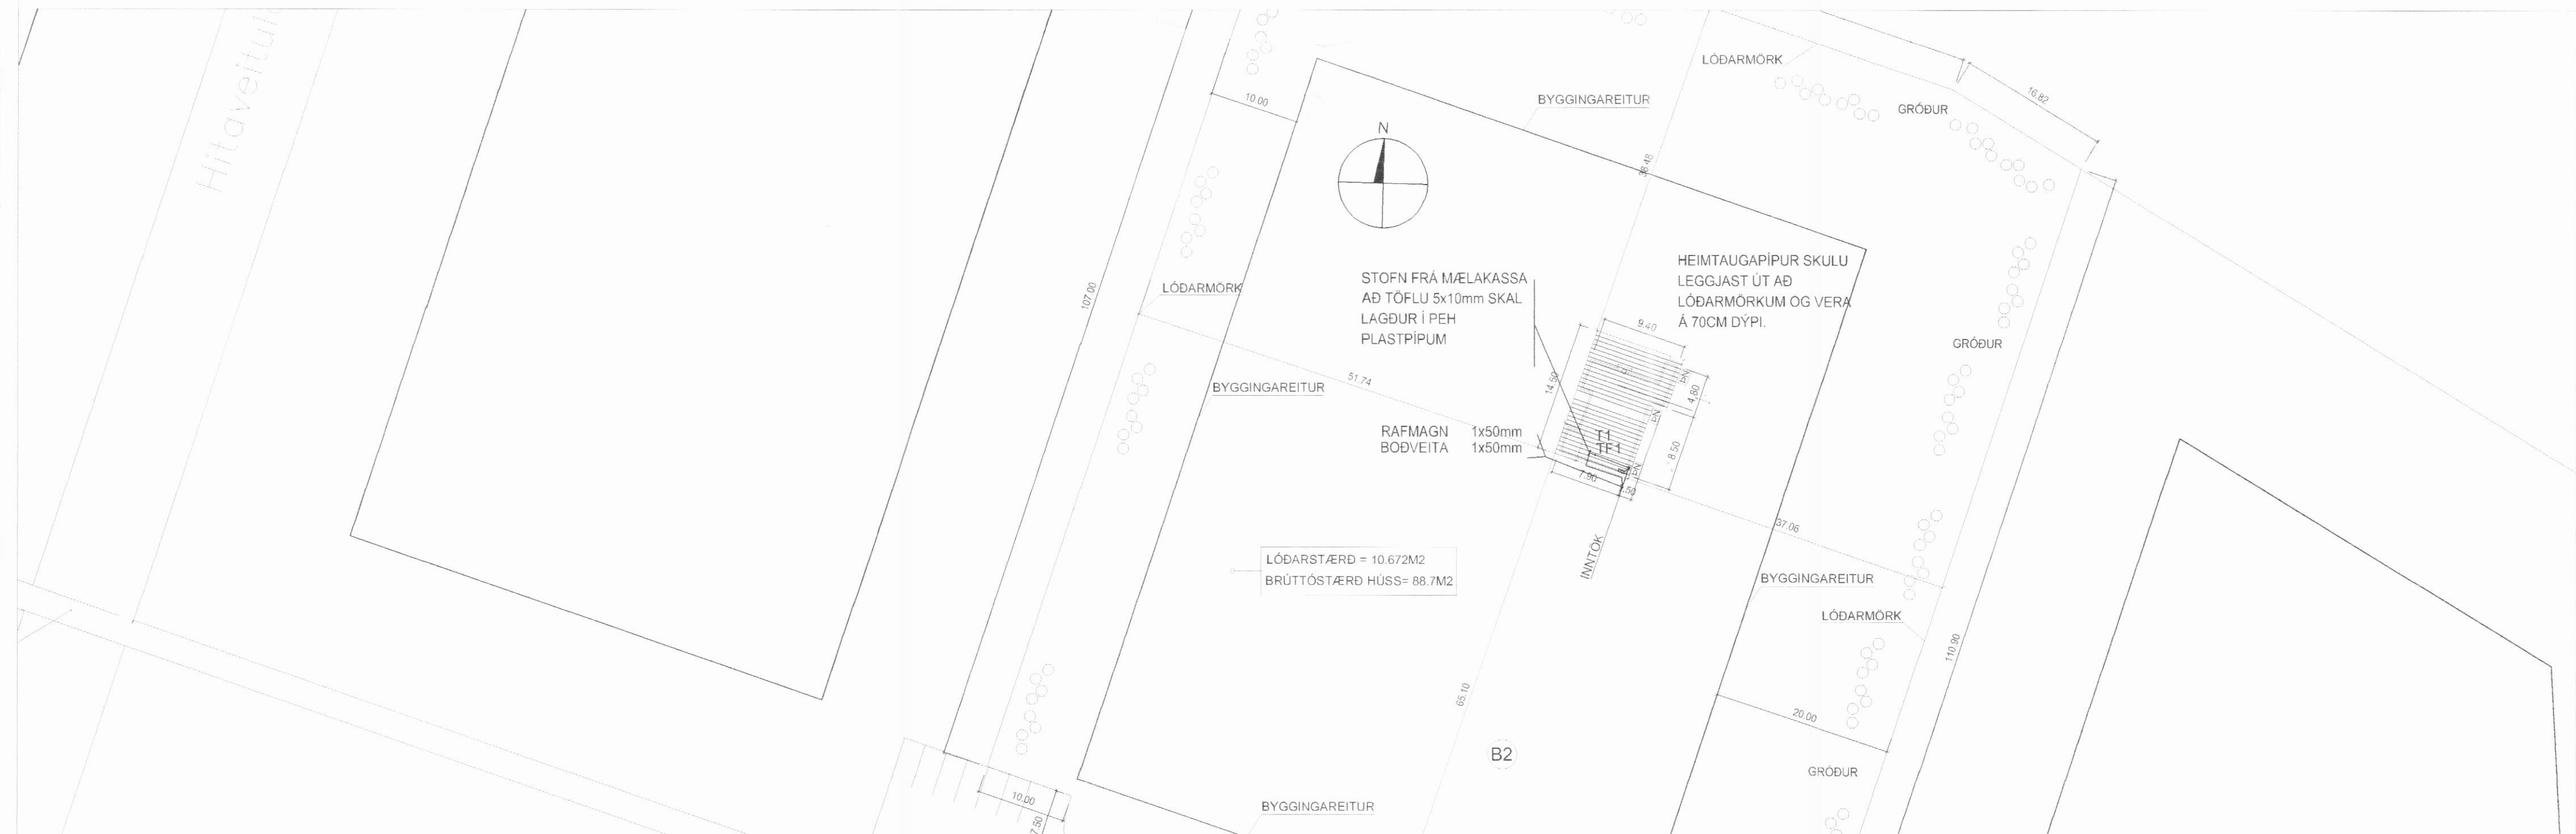 LÓÐARMÖRK
16.82
10.00
BYGGINGAREITUR
GRÓÐUR
N
38.48
STOFN FRÁ MÆLAKASSA
AÐ TÖFLU 5x10mm SKAL
LAGÐUR Í PEH
PLASTPÍPUM
HEIMTAUGAPÍPUR SKULU
LEGGJAST ÚT AÐ
LÓÐARMÖRKUM OG VERA
Á 70CM DÝPI.
LÓÐARMÖRK
107.00
9.40
GRÓÐUR
51.74
14.50
4.80
BYGGINGAREITUR
RAFMAGN 1x50mm
BOÐVEITA 1x50mm
T1
TF1
8.50
7.90
37.06
INNTÖK
LÓÐARSTÆRÐ = 10.672M2
BRÚTTÓSTÆRÐ HÚSS= 88.7M2
BYGGINGAREITUR
LÓÐARMÖRK
110.90
65.10
20.00
B2
GRÓÐUR
10.00
7.50
BYGGINGAREITUR